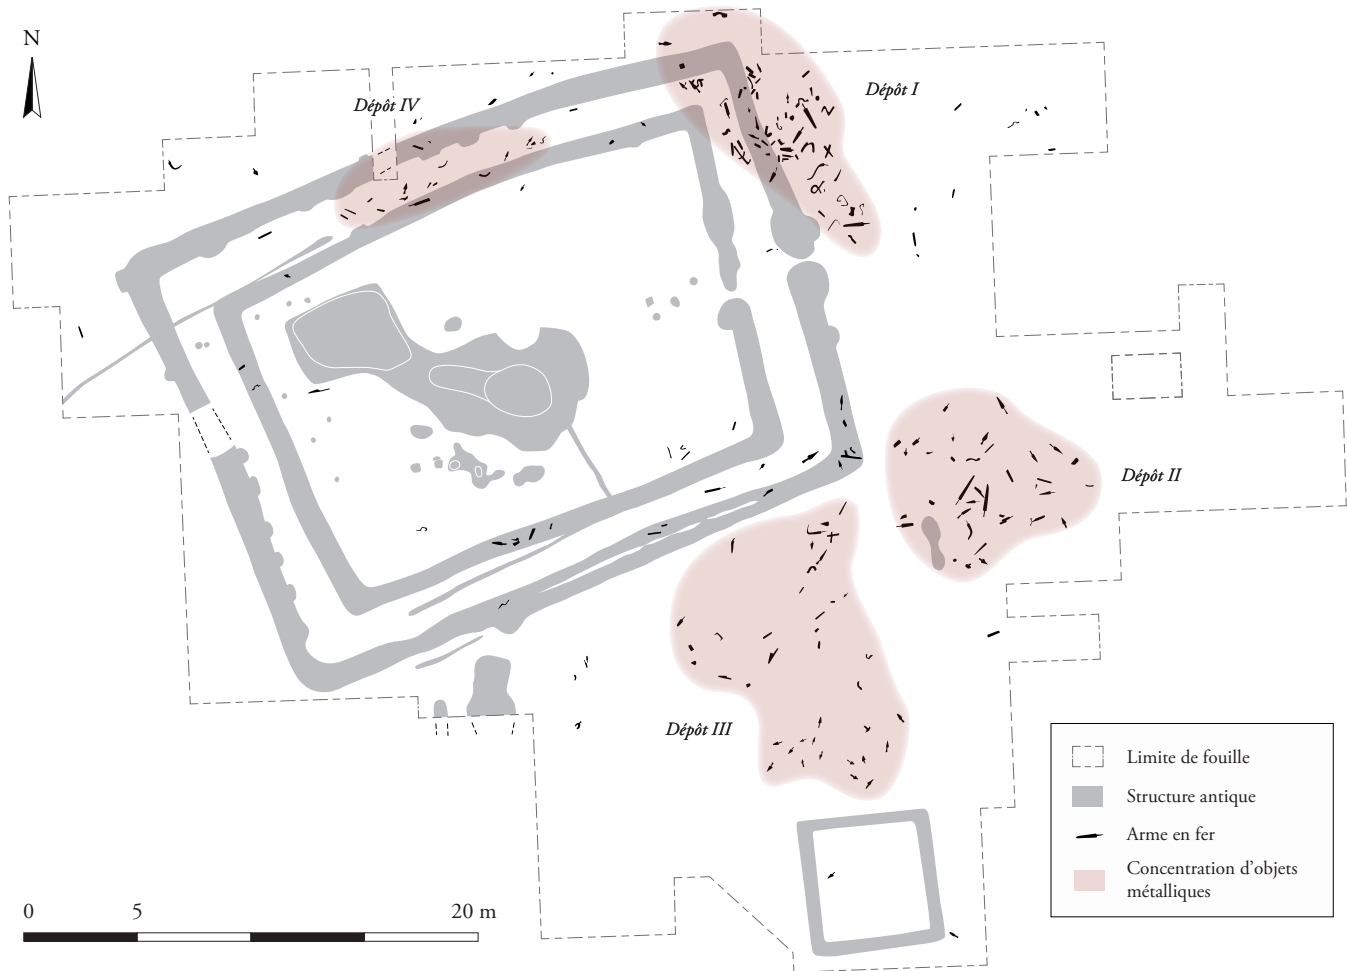 N
Dépôt IV
Dépôt I
Dépôt II
Dépôt III
Limite de fouille
Structure antique
Arme en fer
Concentration d'objets
métalliques
0 5 20 m